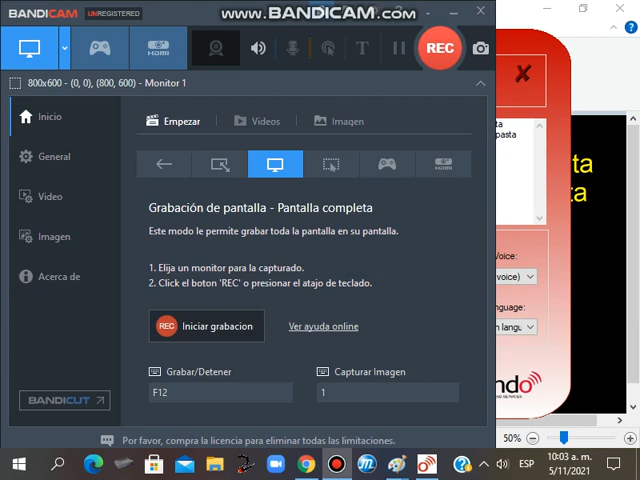 BANDICAM UNREGISTERED
www.BANDICAM.com
HDMI
T
REC
800x600 - (0, 0), (800, 600) - Monitor 1
Inicio
General
Video
Imagen
Acerca de
BANDICUT
Empezar
Videos
Imagen
HDMI
Grabación de pantalla - Pantalla completa
Este modo le permite grabar toda la pantalla en su pantalla.
1. Elija un monitor para la capturado.
2. Click el boton 'REC' o presionar el atajo de teclado.
REC Iniciar grabacion
Ver ayuda online
Grabar/Detener
F12
Capturar Imagen
1
Por favor, compra la licencia para eliminar todas las limitaciones.
ta
pasta
ta
ta
Voice:
voice)
nguage:
n langu
ndo
50%
ESP
10:03 a. m.
5/11/2021